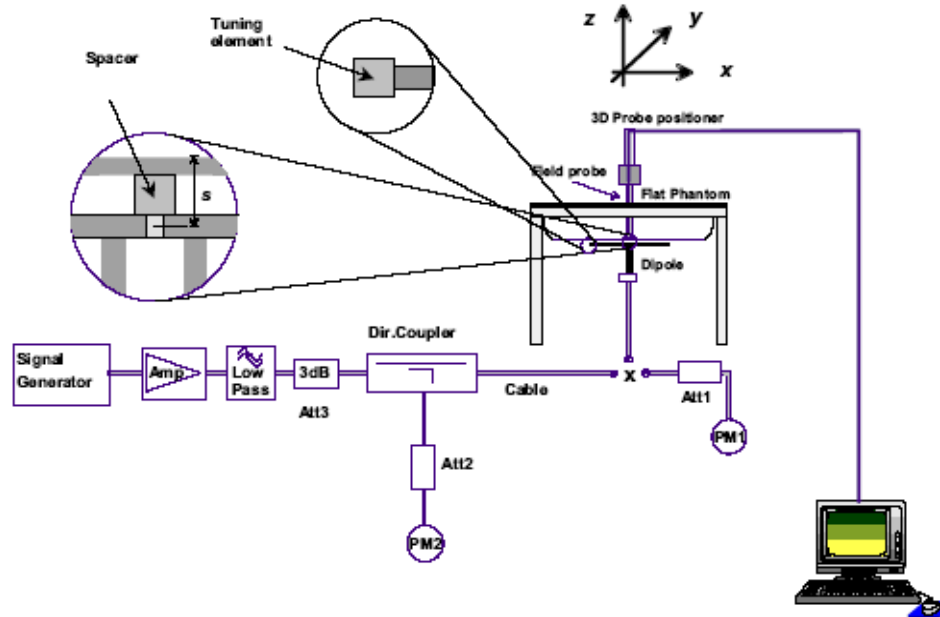 Tuning
element
z
y
x
Spacer
3D Probe positioner
Field probe
Flat Phantom
s
Dipole
Dir.Coupler
Signal
Generator
Amp
Low
Pass
3dB
Att3
Cable
x
Att1
PM1
Att2
PM2